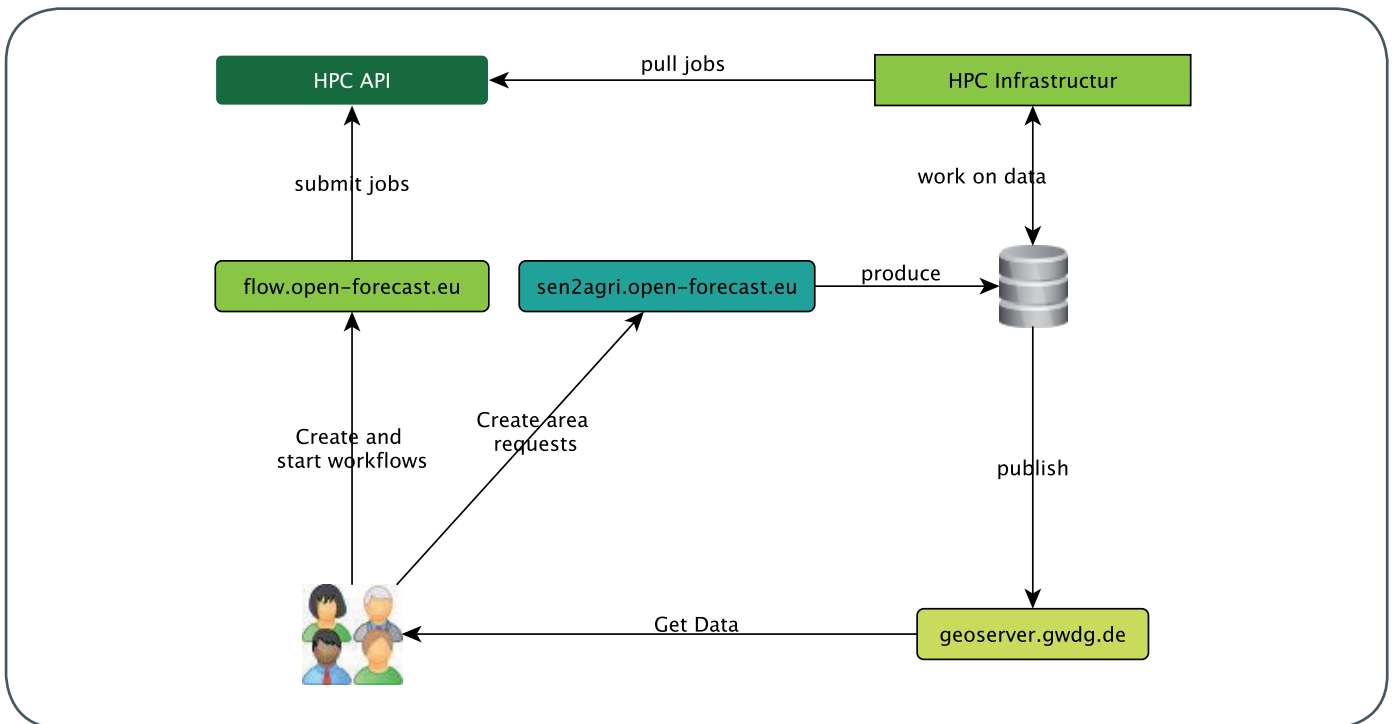 pull jobs
HPC API
HPC Infrastructur
submit jobs
work on data
flow.open-forecast.eu
sen2agri.open-forecast.eu
produce
Create and
start workflows
Create area
requests
publish
Get Data
geoserver.gwdg.de